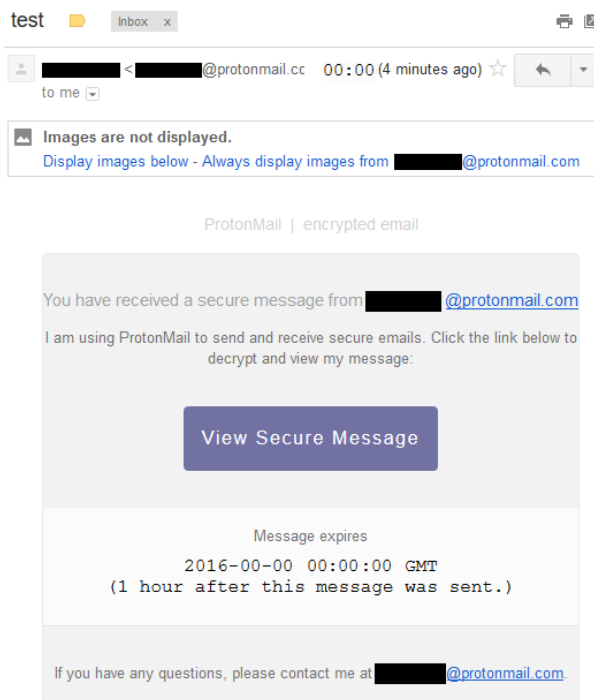 test Inbox x
< @protonmail.cc 00:00 (4 minutes ago)
to me
Images are not displayed.
Display images below - Always display images from @protonmail.com
ProtonMail | encrypted email
You have received a secure message from @protonmail.com
I am using ProtonMail to send and receive secure emails. Click the link below to
decrypt and view my message:
View Secure Message
Message expires
2016-00-00 00:00:00 GMT
(1 hour after this message was sent.)
If you have any questions, please contact me at @protonmail.com.